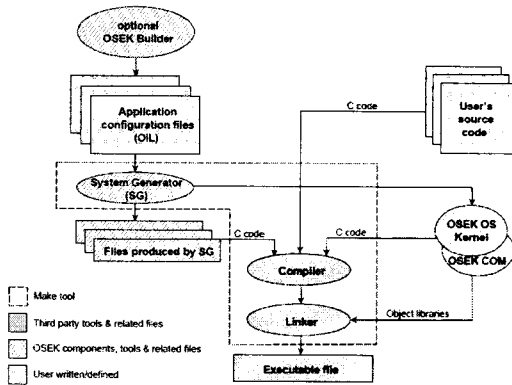 optional
OSEK Builder
Application
configuration files
(OIL)
C code
User's
source
code
System Generator
(SG)
Files produced by SG
C code
C code
OSEK OS
Kernel
OSEK COM
Compiler
Linker
Object libraries
Executable file
Make tool
Third party tools & related files
OSEK components, tools & related files
User written/defined